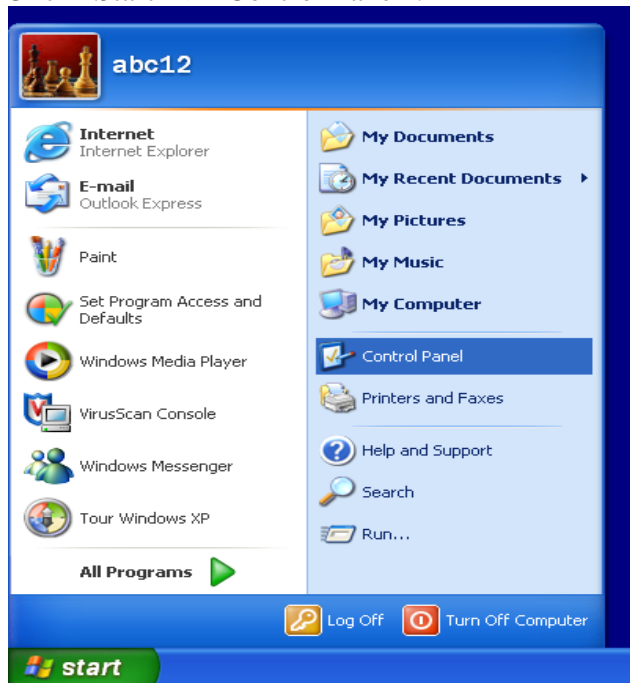 abc12
Internet
Internet Explorer
E-mail
Outlook Express
Paint
Set Program Access and
Defaults
Windows Media Player
VirusScan Console
Windows Messenger
Tour Windows XP
All Programs
My Documents
My Recent Documents
My Pictures
My Music
My Computer
Control Panel
Printers and Faxes
Help and Support
Search
Run...
Log Off
Turn Off Computer
start